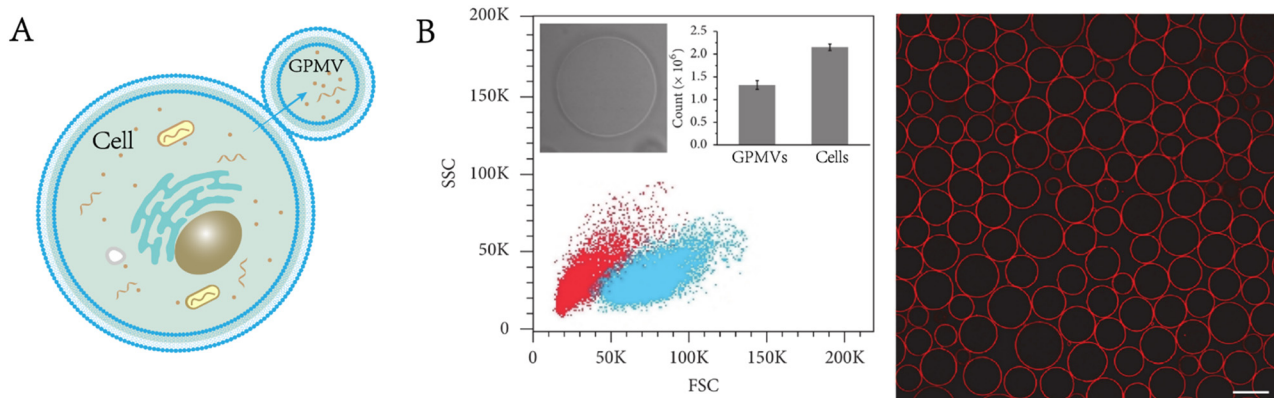 A
GPMV
Cell
B
200K
150K
100K
50K
0
SSC
0
50K
100K
150K
200K
FSC
2.5
2.0
1.5
1.0
0.5
0.0
Count (× 10⁶)
GPMVs
Cells